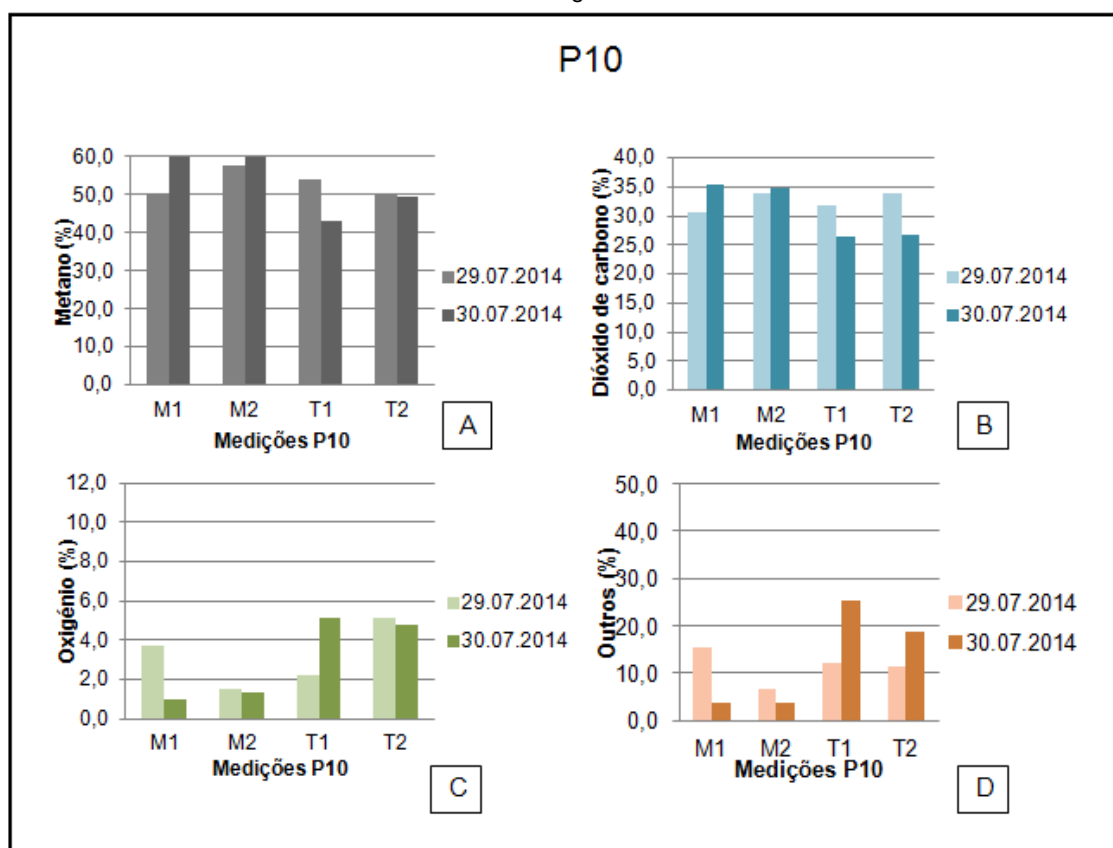 P10
60,0
50,0
40,0
30,0
20,0
10,0
0,0
Metano (%)
M1 M2 T1 T2
Medições P10
29.07.2014
30.07.2014
A
40,0
35,0
30,0
25,0
20,0
15,0
10,0
5,0
0,0
Dióxido de carbono (%)
M1 M2 T1 T2
Medições P10
29.07.2014
30.07.2014
B
12,0
10,0
8,0
6,0
4,0
2,0
0,0
Oxigénio (%)
M1 M2 T1 T2
Medições P10
29.07.2014
30.07.2014
C
50,0
40,0
30,0
20,0
10,0
0,0
Outros (%)
M1 M2 T1 T2
Medições P10
29.07.2014
30.07.2014
D